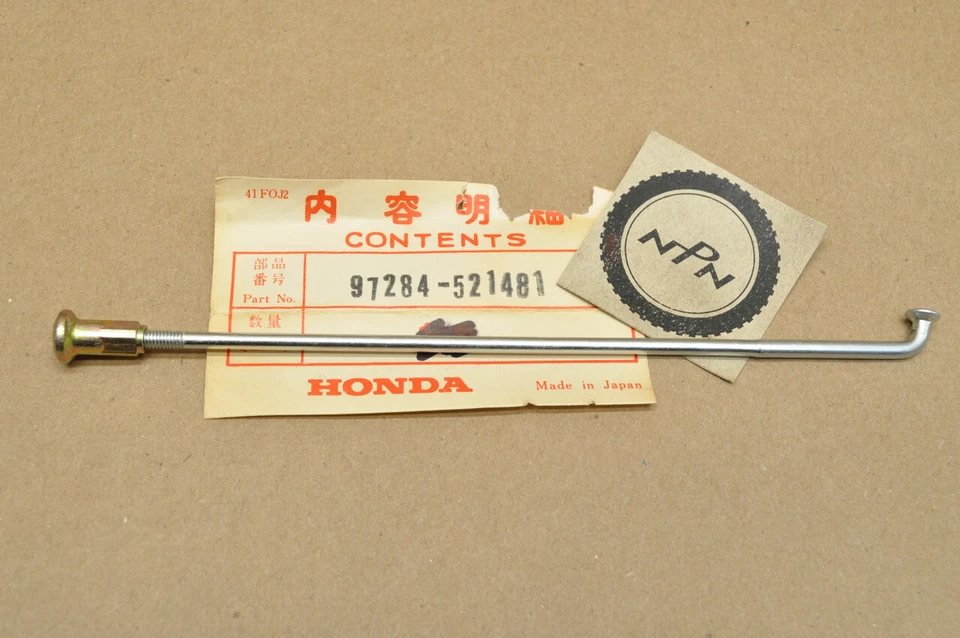 41FOJ2
内容明細
CONTENTS
部品
番号
Part No.
97284-521481
数量
HONDA
Made in Japan
NPN